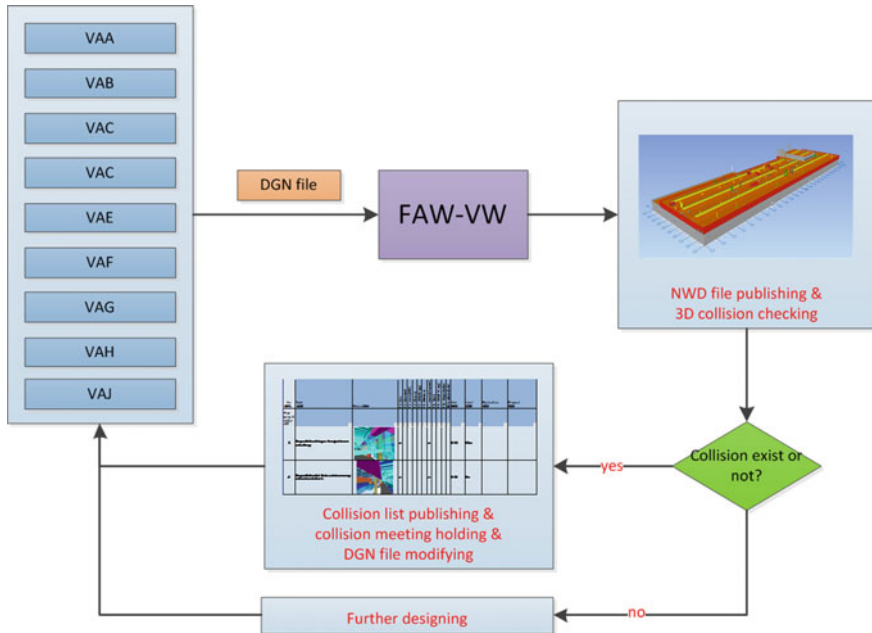 VAA
VAB
VAC
VAC
VAE
VAF
VAG
VAH
VAJ
DGN file
FAW-VW
NWD file publishing &
3D collision checking
Collision exist or
not?
yes
Collision list publishing &
collision meeting holding &
DGN file modifying
no
Further designing